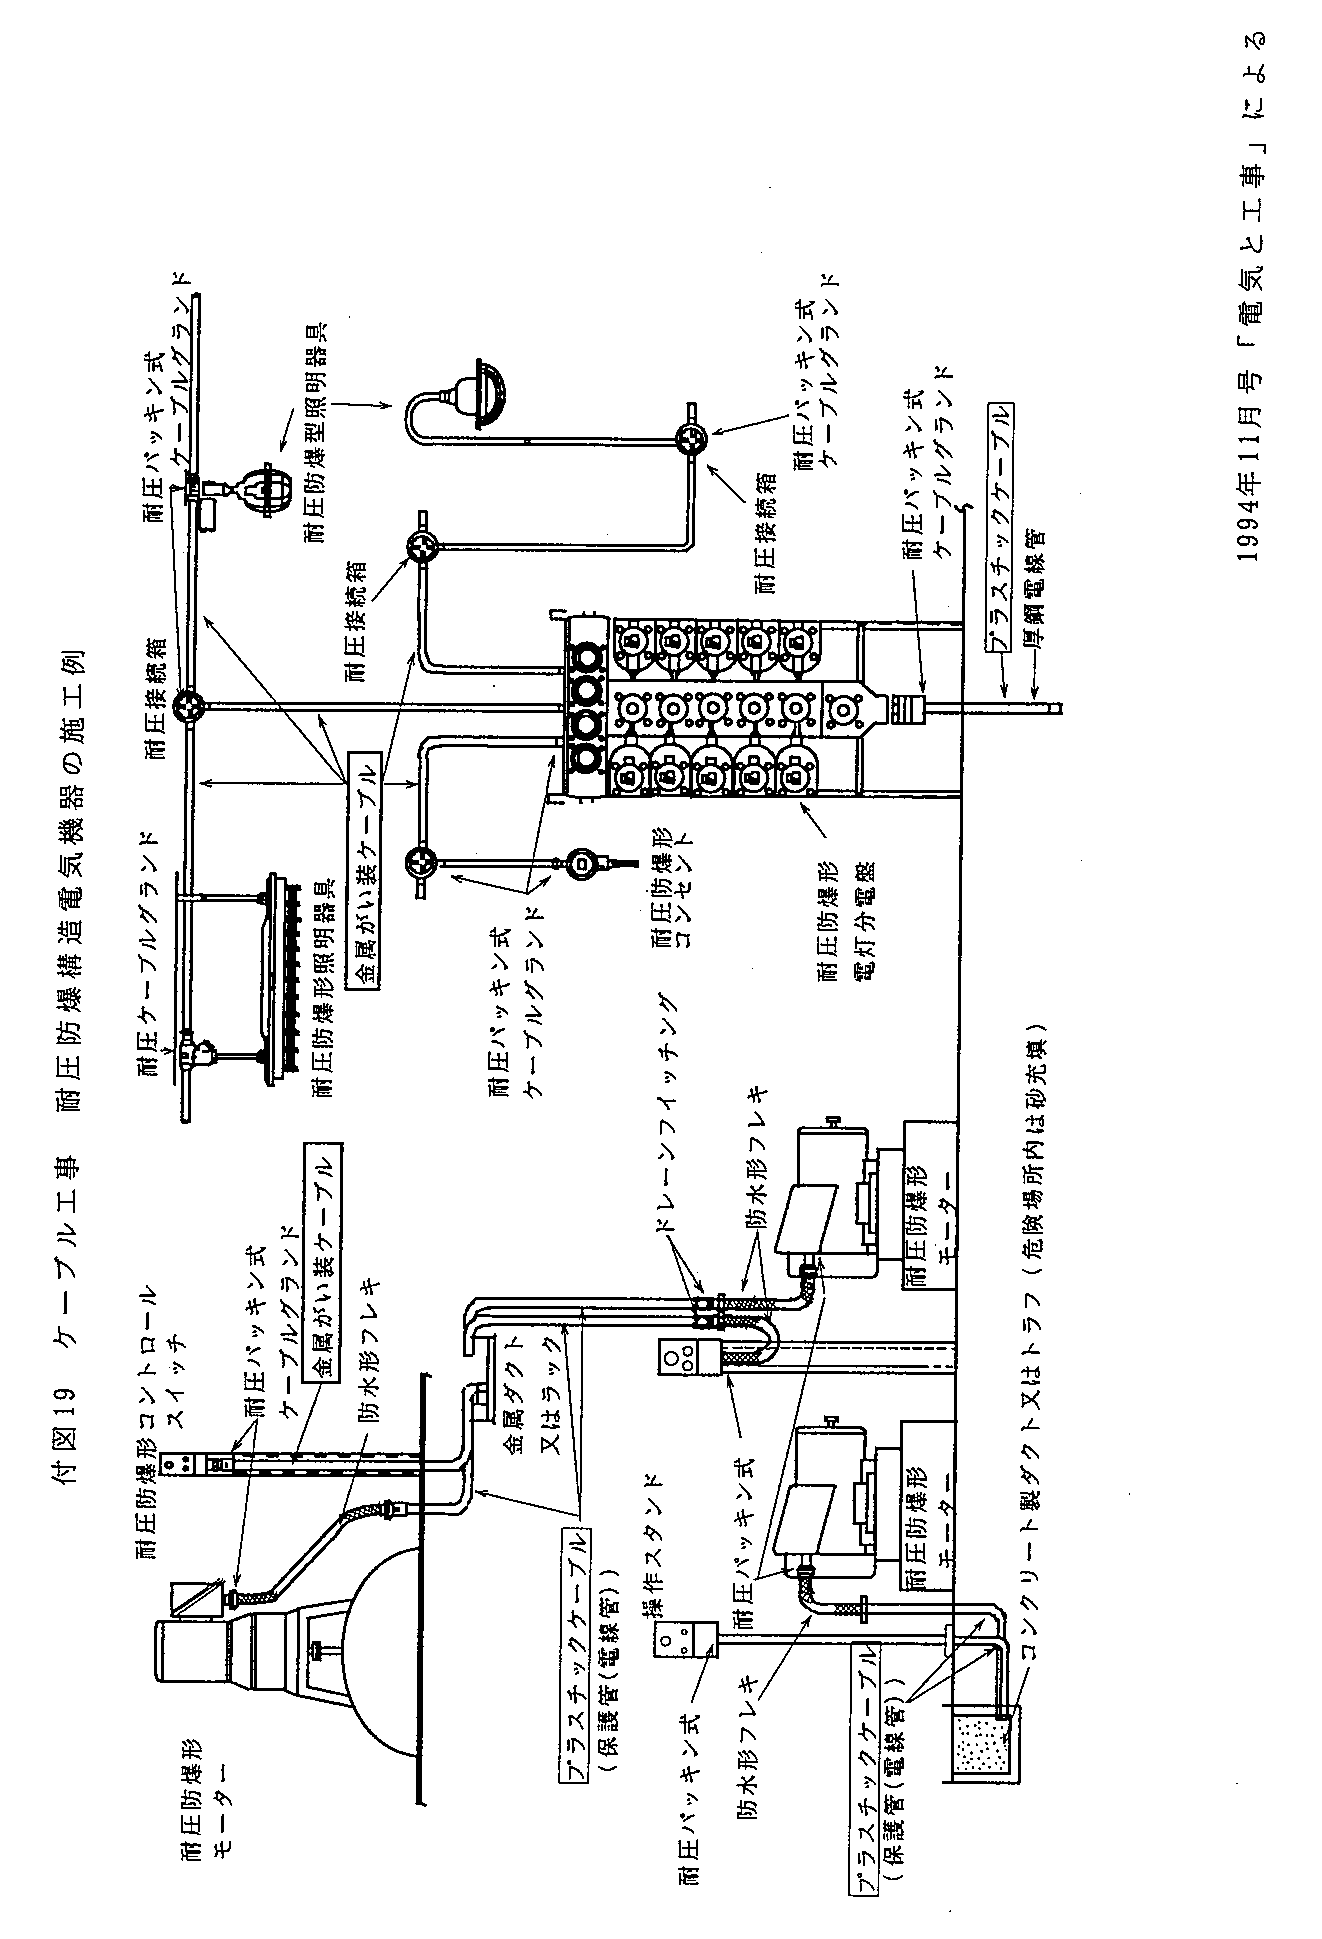 付図19　ケーブル工事　耐圧防爆構造電気機器の施工例
耐圧防爆形
モーター
耐圧防爆形コントロール
スイッチ
耐圧パッキン式
ケーブルグランド
金属がい装ケーブル
防水形フレキ
金属ダクト
又はラック
プラスチックケーブル
（保護管(電線管)）
耐圧ケーブルグランド
耐圧接続箱
耐圧パッキン式
ケーブルグランド
耐圧防爆形照明器具
耐圧防爆型照明器具
金属がい装ケーブル
耐圧接続箱
耐圧パッキン式
ケーブルグランド
耐圧防爆形
コンセント
耐圧接続箱
耐圧パッキン式
ケーブルグランド
耐圧防爆形
電灯分電盤
耐圧パッキン式
ケーブルグランド
プラスチックケーブル
厚鋼電線管
ドレーンフイッチング
防水形フレキ
耐圧防爆形
モーター
操作スタンド
耐圧パッキン式
耐圧防爆形
モーター
耐圧パッキン式
防水形フレキ
プラスチックケーブル
（保護管(電線管)）
コンクリート製ダクト又はトラフ（危険場所内は砂充填）
1994年11月号「電気と工事」による